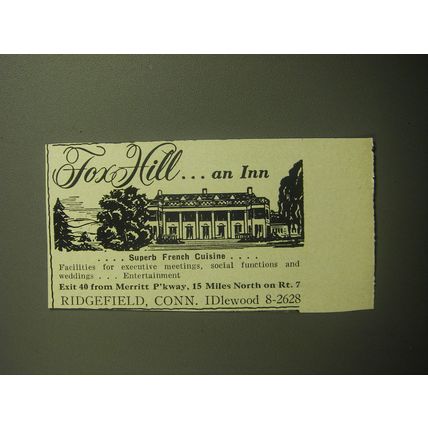 Fox Hill... an Inn
.... Superb French Cuisine ....
Facilities for executive meetings, social functions and
weddings . . . Entertainment
Exit 40 from Merritt P'kway, 15 Miles North on Rt. 7
RIDGEFIELD, CONN. IDlewood 8-2628